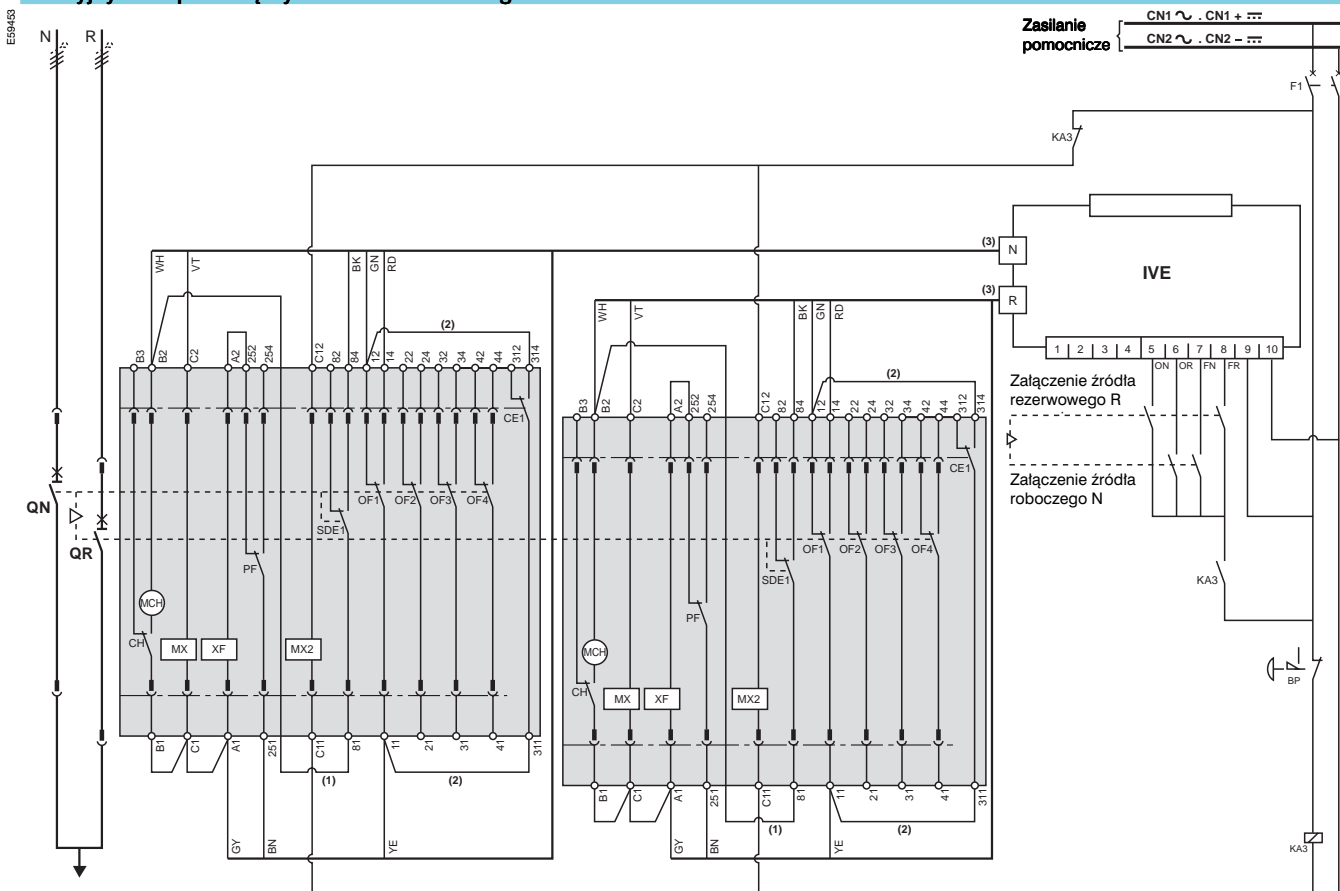 E59453
N
R
Zasilanie
pomocnicze
CN1 ∿ . CN1 + ⎓
CN2 ∿ . CN2 – ⎓
F1
KA3
(3)
N
(3)
R
IVE
1 2 3 4 5 6 7 8 9 10
ON OR FN FR
Załączenie źródła
rezerwowego R
Załączenie źródła
roboczego N
KA3
BP
KA3
QN
QR
WH VT BK GN RD
(2)
B3 B2 C2 A2 252 254 C12 82 84 12 14 22 24 32 34 42 44 312 314
CE1
OF1 OF2 OF3 OF4
SDE1
PF
MCH
CH MX XF MX2
B1 C1 A1 251 C11 81 11 21 31 41 311
(1) (2)
GY BN YE
WH VT BK GN RD
(2)
B3 B2 C2 A2 252 254 C12 82 84 12 14 22 24 32 34 42 44 312 314
CE1
OF1 OF2 OF3 OF4
SDE1
PF
MCH
CH MX XF MX2
B1 C1 A1 251 C11 81 11 21 31 41 311
(1) (2)
GY BN YE